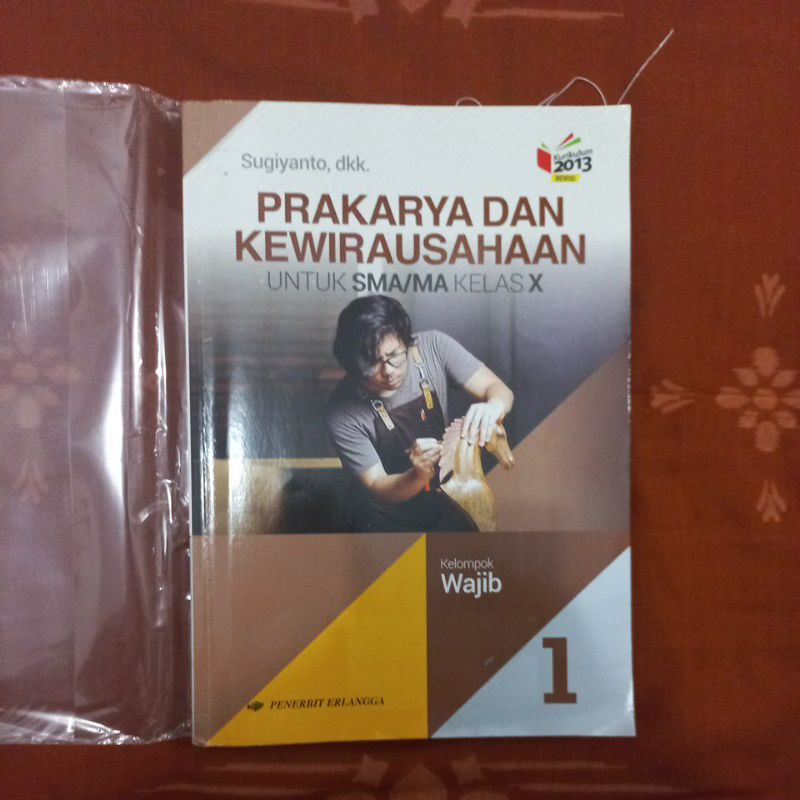 Sugiyanto, dkk.
Kurikulum
2013
REVISI
PRAKARYA DAN
KEWIRAUSAHAAN
UNTUK SMA/MA KELAS X
Kelompok
Wajib
1
PENERBIT ERLANGGA